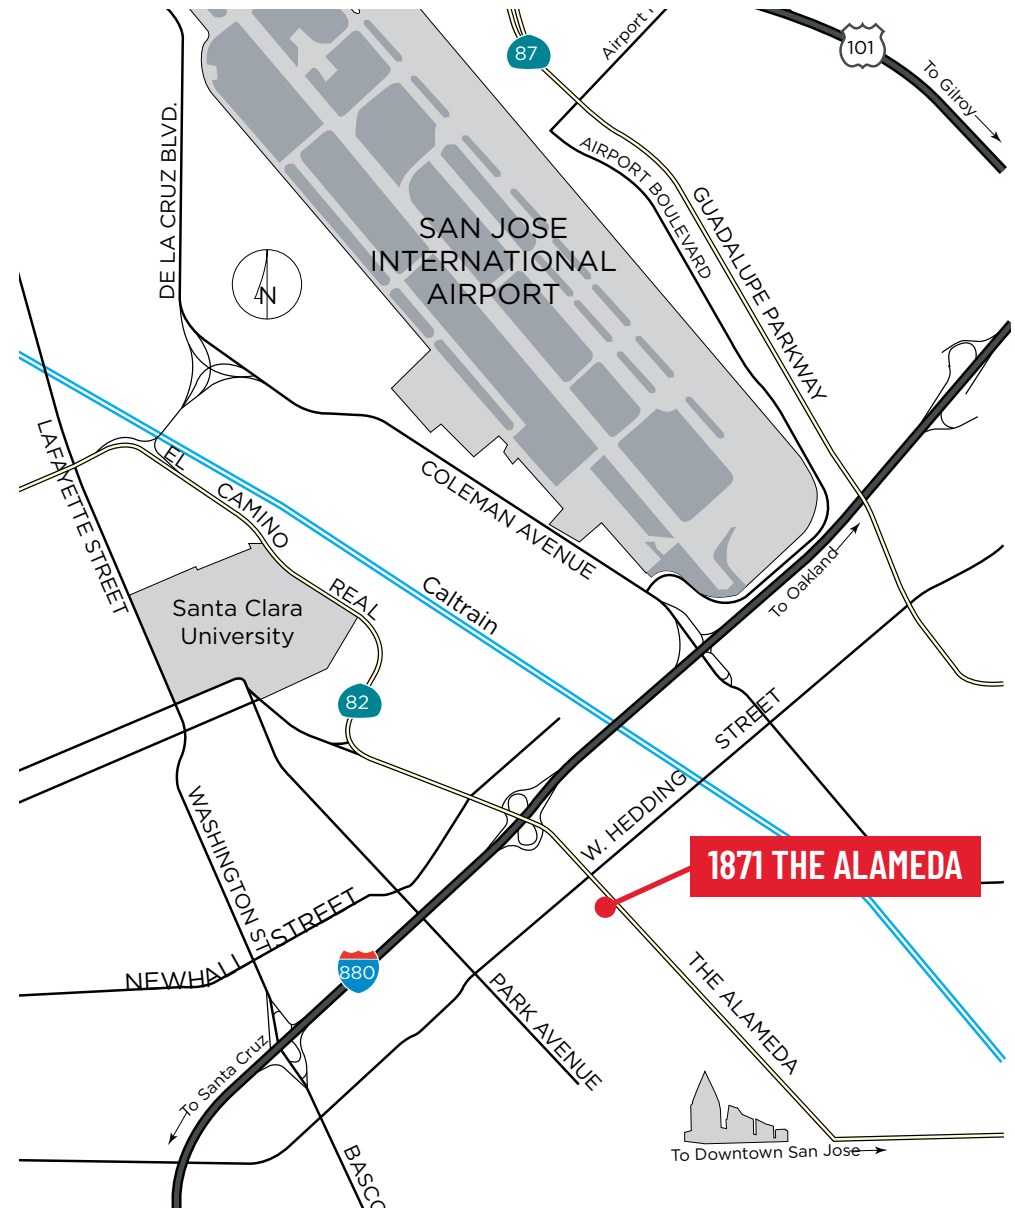 Airport
87
101
To Gilroy
DE LA CRUZ BLVD.
AIRPORT BOULEVARD
GUADALUPE PARKWAY
SAN JOSE
INTERNATIONAL
AIRPORT
N
LAFAYETTE STREET
EL
CAMINO
REAL
COLEMAN AVENUE
Caltrain
To Oakland
Santa Clara
University
82
STREET
W. HEDDING
WASHINGTON ST
1871 THE ALAMEDA
NEWHALL STREET
880
PARK AVENUE
THE ALAMEDA
To Santa Cruz
To Downtown San Jose